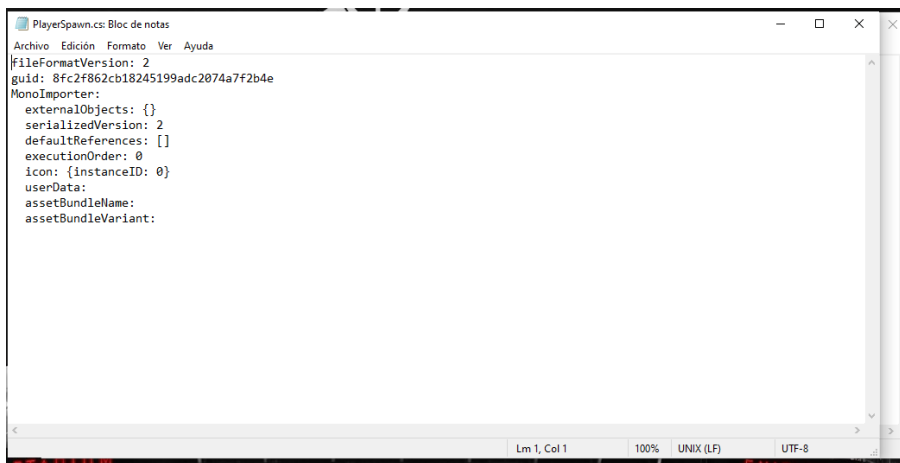 PlayerSpawn.cs: Bloc de notas
Archivo Edición Formato Ver Ayuda
fileFormatVersion: 2
guid: 8fc2f862cb18245199adc2074a7f2b4e
MonoImporter:
  externalObjects: {}
  serializedVersion: 2
  defaultReferences: []
  executionOrder: 0
  icon: {instanceID: 0}
  userData:
  assetBundleName:
  assetBundleVariant:
Lm 1, Col 1 100% UNIX (LF) UTF-8